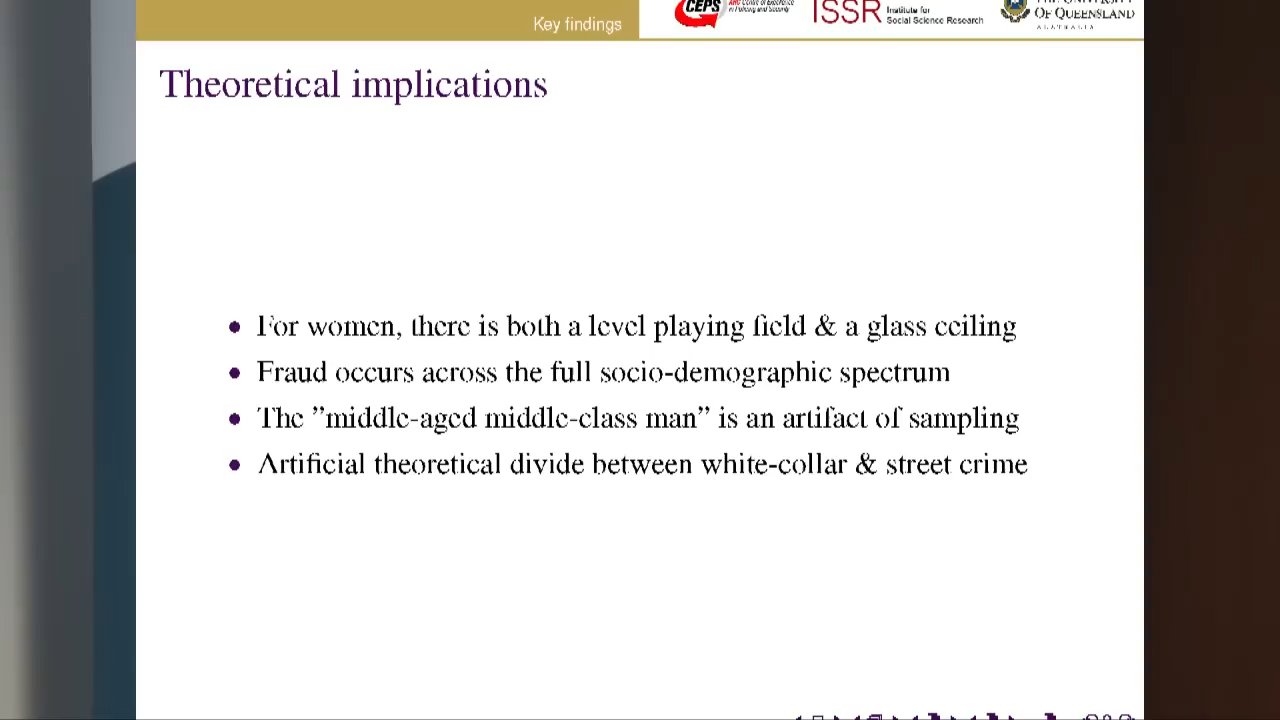 Key findings
CEPS
ISSR
Institute for
Social Science Research
OF QUEENSLAND
AUSTRALIA
Theoretical implications
• For women, there is both a level playing field & a glass ceiling
• Fraud occurs across the full socio-demographic spectrum
• The ”middle-aged middle-class man” is an artifact of sampling
• Artificial theoretical divide between white-collar & street crime